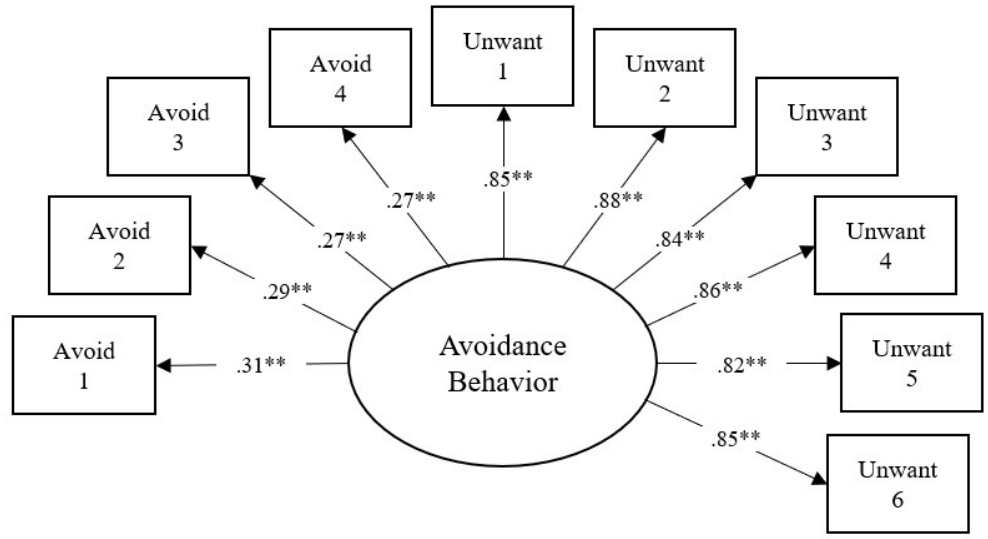 Unwant
1
Avoid
4
Unwant
2
Avoid
3
Unwant
3
.85**
.27**
.88**
Avoid
2
Unwant
4
.27**
.84**
.29**
.86**
Avoid
1
Avoidance
Behavior
Unwant
5
.31**
.82**
.85**
Unwant
6